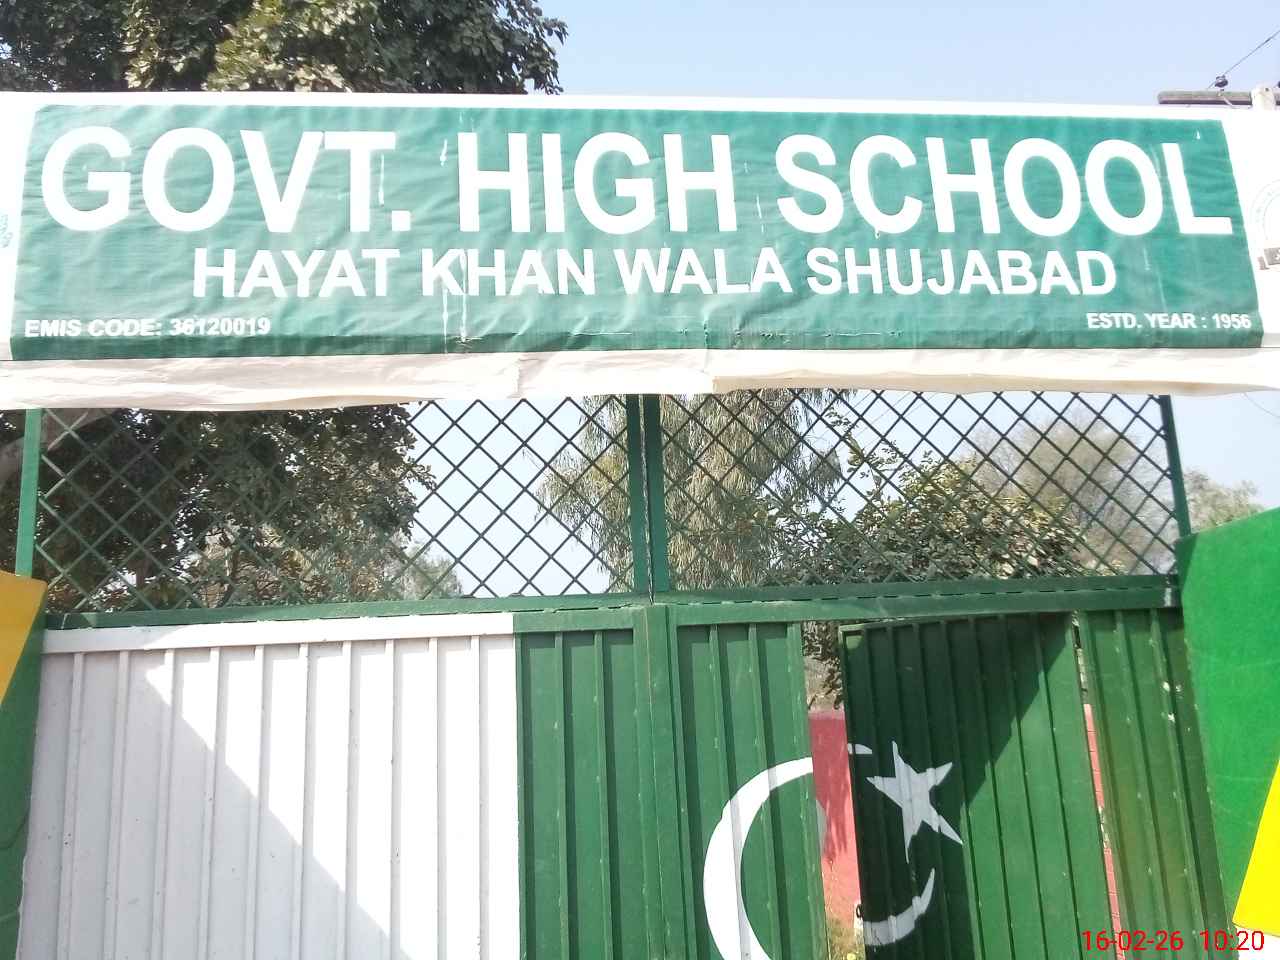 GOVT. HIGH SCHOOL
HAYAT KHAN WALA SHUJABAD
EMIS CODE: 36120019
ESTD. YEAR : 1956
16-02-26 10:20